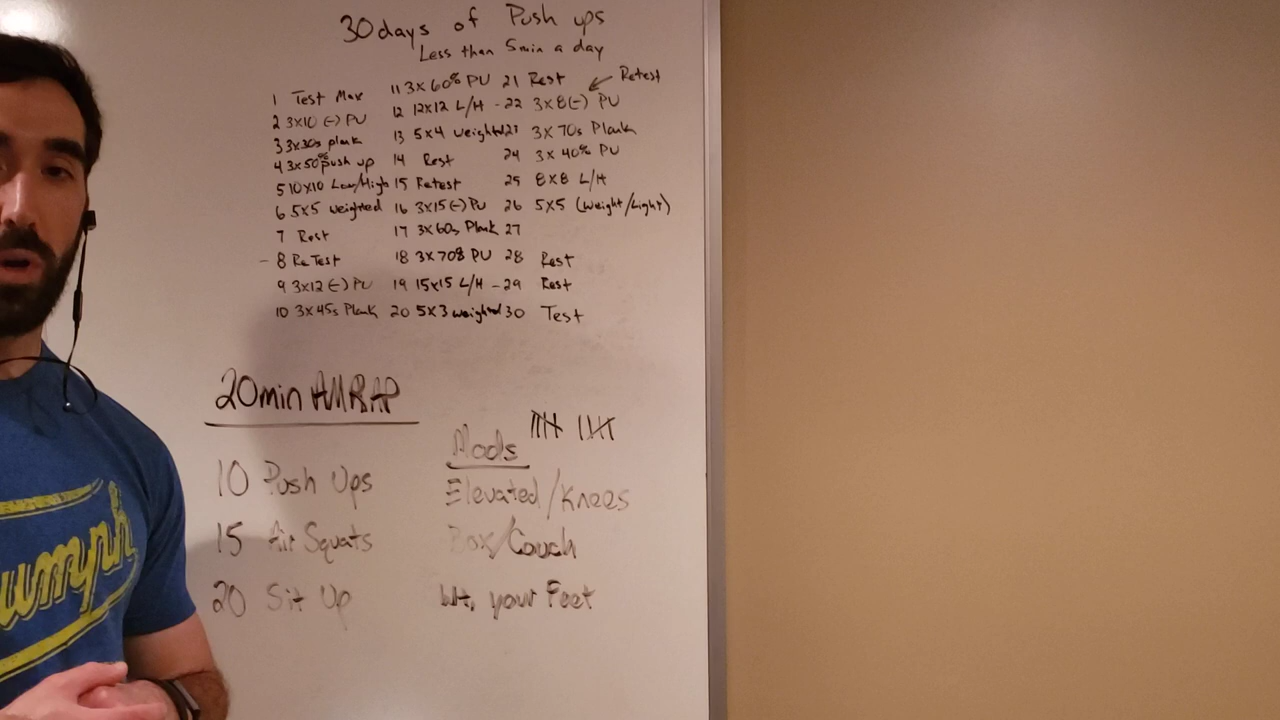 30days of Push ups
Less than 5min a day
1 Test Max
2 3x10 (-) PU
3 3x30s plank
4 3x50% push up
5 10x10 Low/High
6 5x5 weighted
7 Rest
- 8 ReTest
9 3x12 (-) PU
10 3x45s Plank
11 3x60% PU
12 12x12 L/H
13 5x4 weighted
14 Rest
15 Retest
16 3x15 (-) PU
17 3x60s Plank
18 3x70% PU
19 15x15 L/H
20 5x3 weighted
21 Rest
Retest
- 22 3x8(-) PU
23 3x70s Plank
24 3x40% PU
25 8x8 L/H
26 5x5 (weight/Light)
27
28 Rest
- 29 Rest
30 Test
20min AMRAP
10 Push Ups
15 Air Squats
20 Sit Up
Mods
Elevated/Knees
Box/Couch
Wt, your Feet
umph